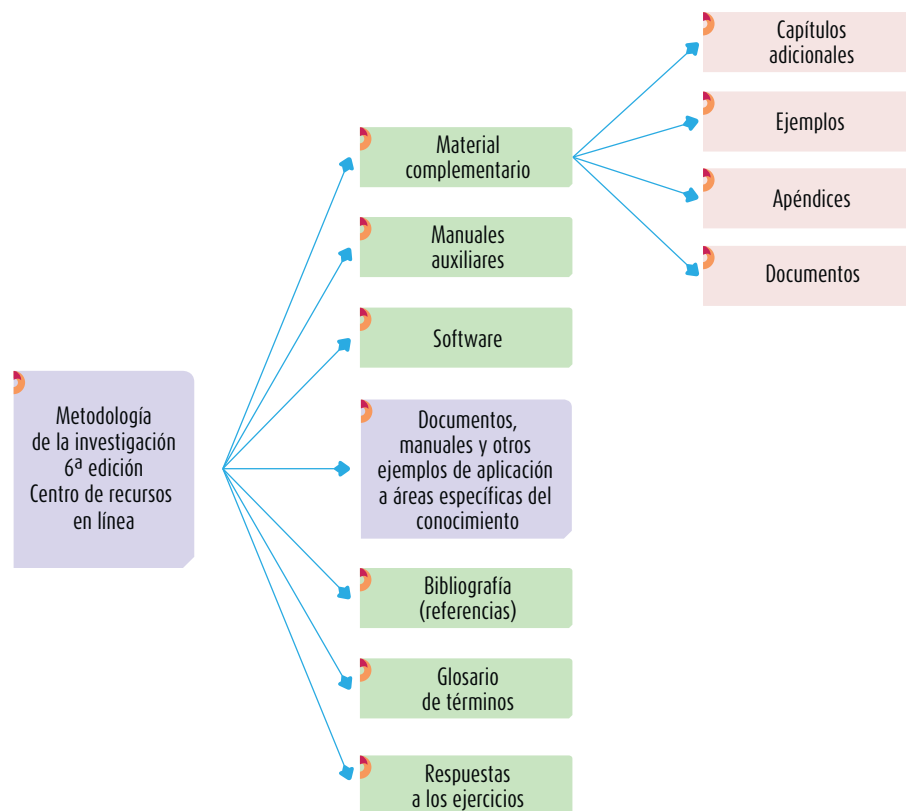 Metodología
de la investigación
6ª edición
Centro de recursos
en línea
Material
complementario
Manuales
auxiliares
Software
Documentos,
manuales y otros
ejemplos de aplicación
a áreas específicas del
conocimiento
Bibliografía
(referencias)
Glosario
de términos
Respuestas
a los ejercicios
Capítulos
adicionales
Ejemplos
Apéndices
Documentos